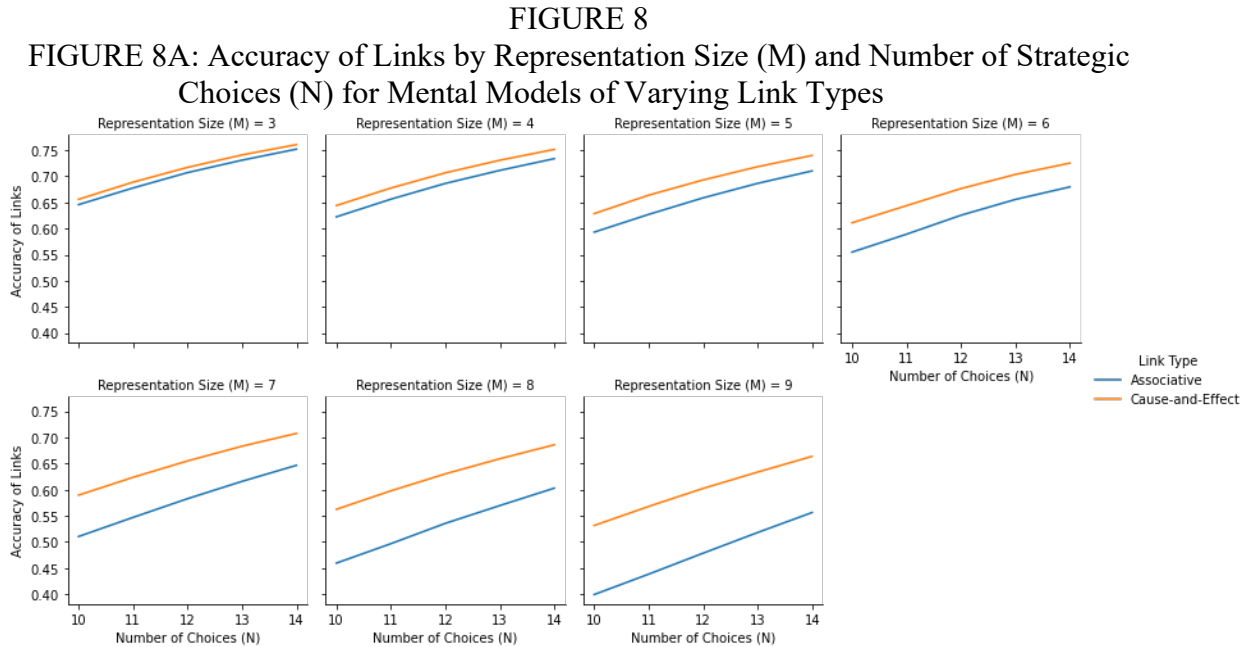 FIGURE 8
FIGURE 8A: Accuracy of Links by Representation Size (M) and Number of Strategic
Choices (N) for Mental Models of Varying Link Types
Representation Size (M) = 3
Representation Size (M) = 4
Representation Size (M) = 5
Representation Size (M) = 6
Accuracy of Links
0.75
0.70
0.65
0.60
0.55
0.50
0.45
0.40
10 11 12 13 14
Number of Choices (N)
Link Type
Associative
Cause-and-Effect
Representation Size (M) = 7
Representation Size (M) = 8
Representation Size (M) = 9
Accuracy of Links
0.75
0.70
0.65
0.60
0.55
0.50
0.45
0.40
10 11 12 13 14
Number of Choices (N)
10 11 12 13 14
Number of Choices (N)
10 11 12 13 14
Number of Choices (N)